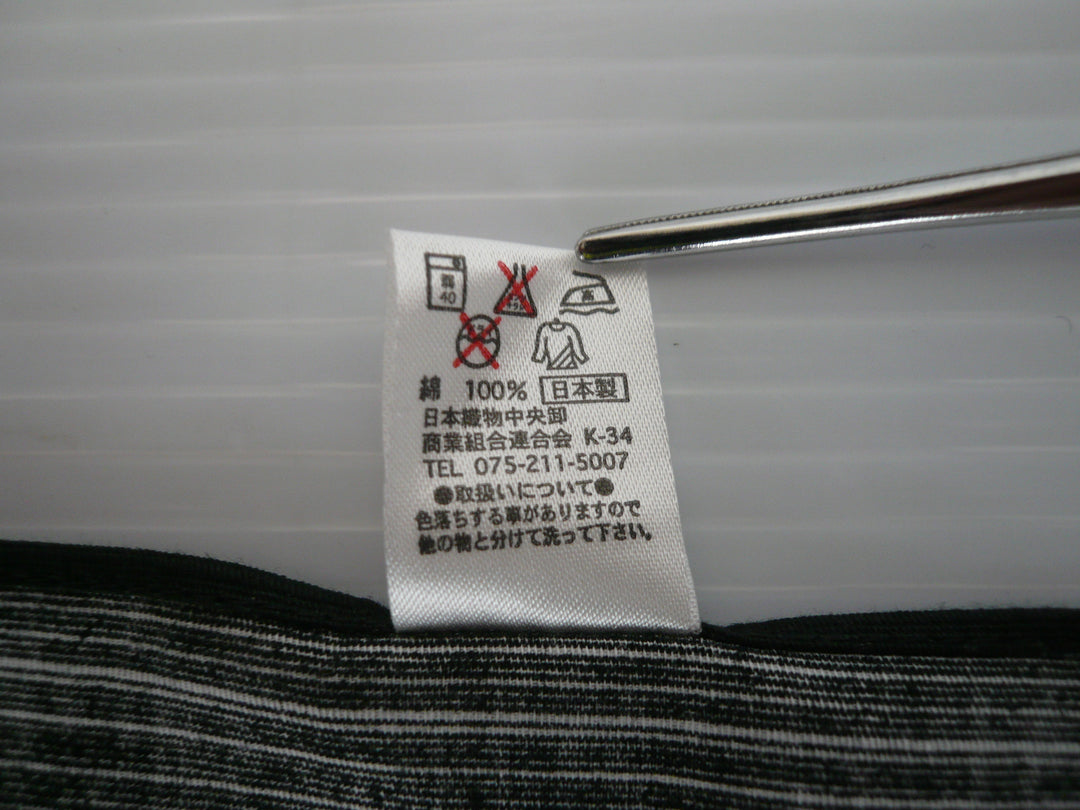 弱
40
高
綿 100% 日本製
日本織物中央卸
商業組合連合会 K-34
TEL 075-211-5007
●取扱いについて●
色落ちする事がありますので
他の物と分けて洗って下さい。